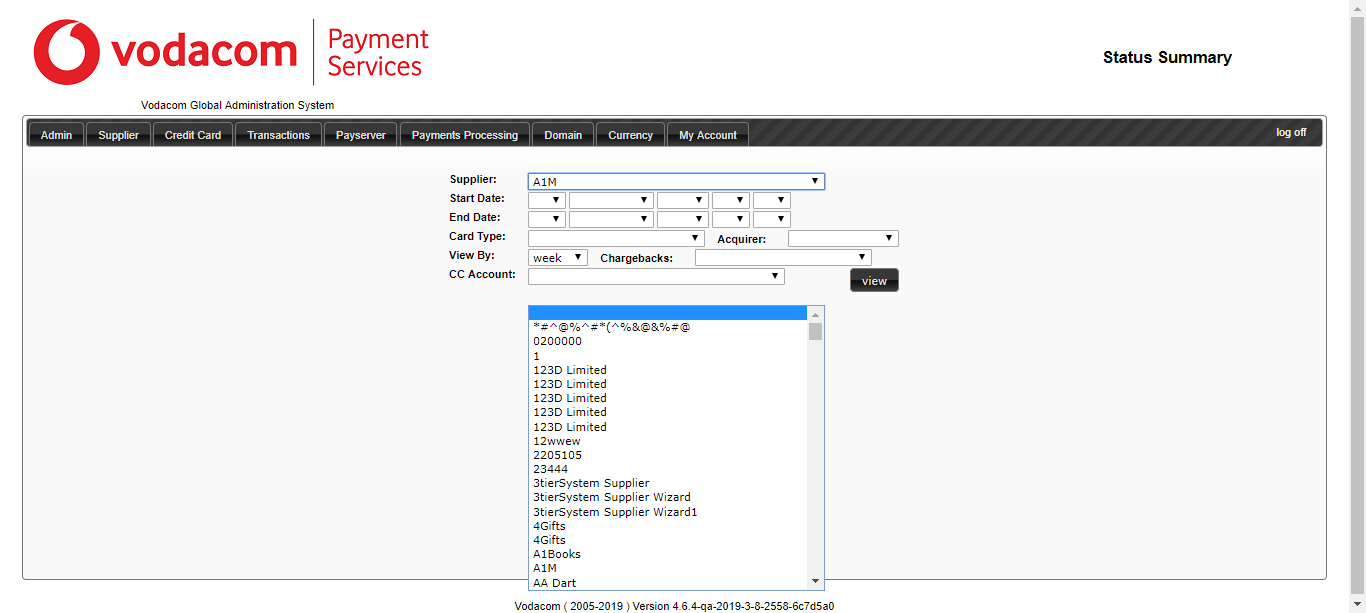 vodacom
Payment
Services
Status Summary
Vodacom Global Administration System
Admin Supplier Credit Card Transactions Payserver Payments Processing Domain Currency My Account log off
Supplier: A1M
Start Date:
End Date:
Card Type: Acquirer:
View By: week Chargebacks:
CC Account: view
*#^@%^#*(^%&@&%#@
0200000
1
123D Limited
123D Limited
123D Limited
123D Limited
123D Limited
12wwew
2205105
23444
3tierSystem Supplier
3tierSystem Supplier Wizard
3tierSystem Supplier Wizard1
4Gifts
4Gifts
A1Books
A1M
AA Dart
Vodacom ( 2005-2019 ) Version 4.6.4-qa-2019-3-8-2558-6c7d5a0